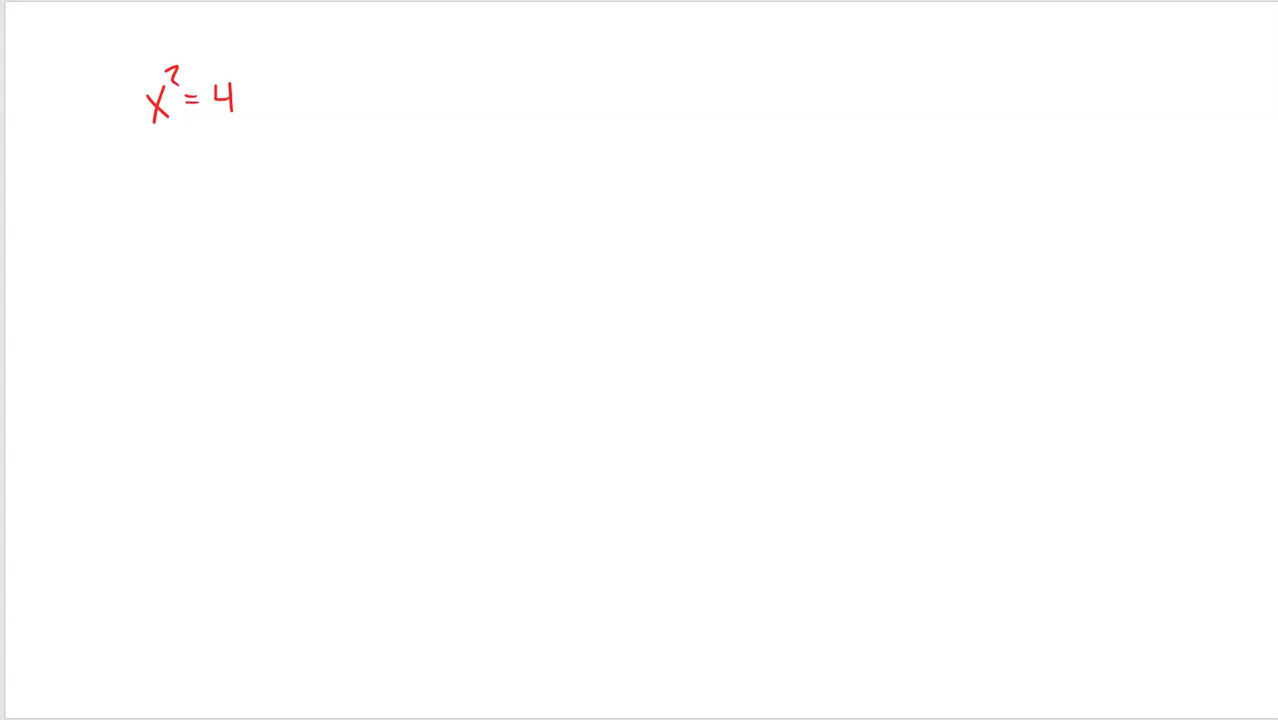 x² = 4